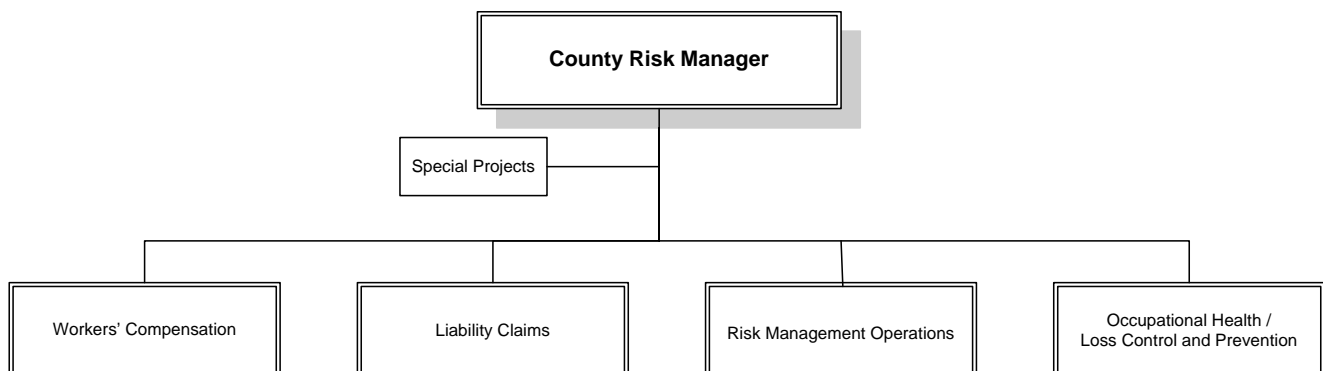 County Risk Manager
Special Projects
Workers’ Compensation
Liability Claims
Risk Management Operations
Occupational Health /
Loss Control and Prevention